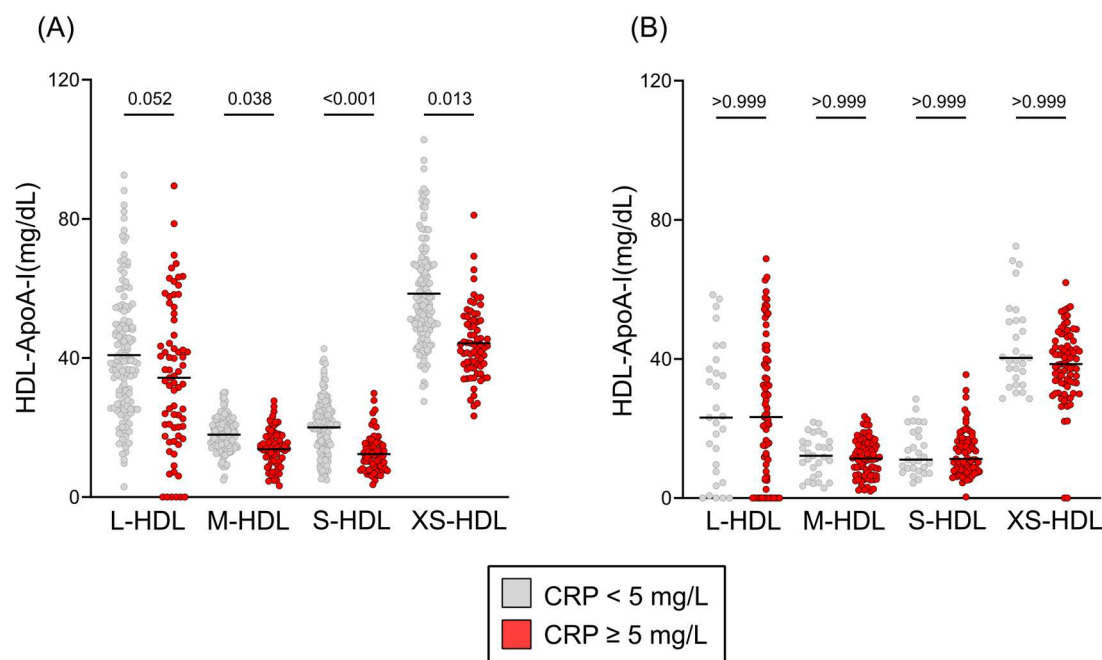 (A)
HDL-ApoA-I(mg/dL)
120
80
40
0
0.052 0.038 <0.001 0.013
L-HDL M-HDL S-HDL XS-HDL
(B)
HDL-ApoA-I(mg/dL)
120
80
40
0
>0.999 >0.999 >0.999 >0.999
L-HDL M-HDL S-HDL XS-HDL
CRP < 5 mg/L
CRP ≥ 5 mg/L